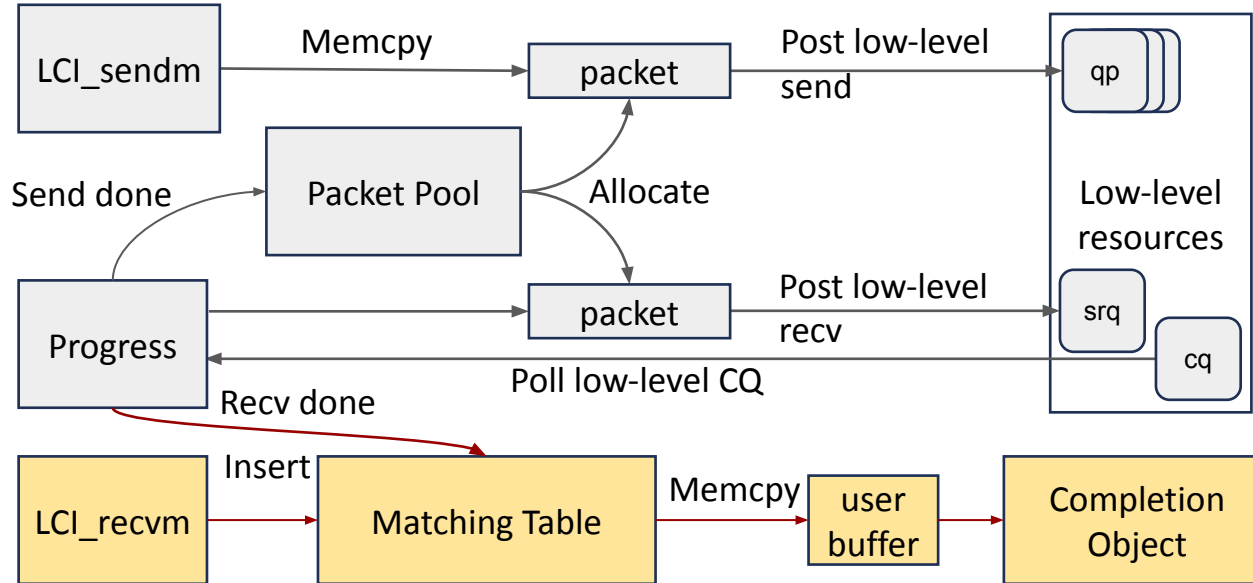 LCI_sendm
Memcpy
packet
Post low-level
send
qp
Send done
Packet Pool
Allocate
Low-level
resources
Progress
packet
Post low-level
recv
srq
cq
Poll low-level CQ
Recv done
Insert
LCI_recvm
Matching Table
Memcpy
user
buffer
Completion
Object